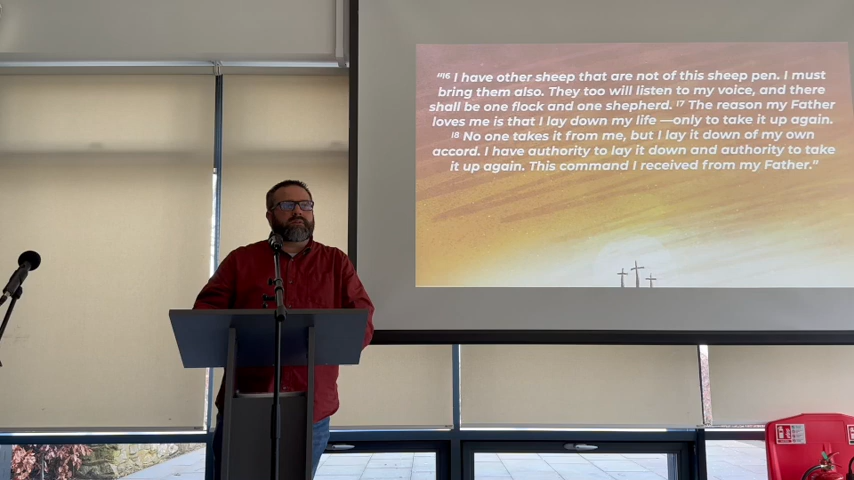 "¹⁶ I have other sheep that are not of this sheep pen. I must
bring them also. They too will listen to my voice, and there
shall be one flock and one shepherd. ¹⁷ The reason my Father
loves me is that I lay down my life —only to take it up again.
¹⁸ No one takes it from me, but I lay it down of my own
accord. I have authority to lay it down and authority to take
it up again. This command I received from my Father."